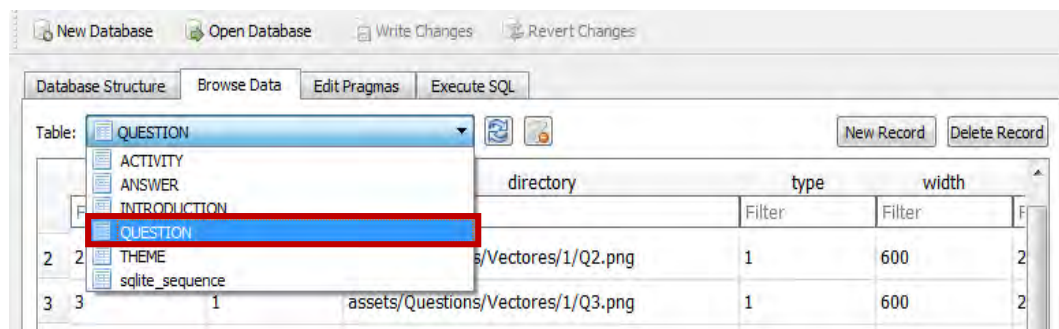 New Database Open Database Write Changes Revert Changes
Database Structure Browse Data Edit Pragmas Execute SQL
Table: QUESTION New Record Delete Record
ACTIVITY
ANSWER directory type width
INTRODUCTION Filter Filter F
QUESTION
2 2 s/Vectores/1/Q2.png 1 600 2
THEME
sqlite_sequence
3 3 1 assets/Questions/Vectores/1/Q3.png 1 600 2